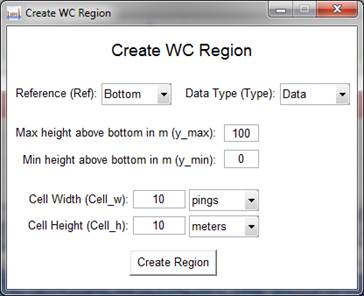 Create WC Region
Create WC Region
Reference (Ref): Bottom Data Type (Type): Data
Max height above bottom in m (y_max): 100
Min height above bottom in m (y_min): 0
Cell Width (Cell_w): 10 pings
Cell Height (Cell_h): 10 meters
Create Region